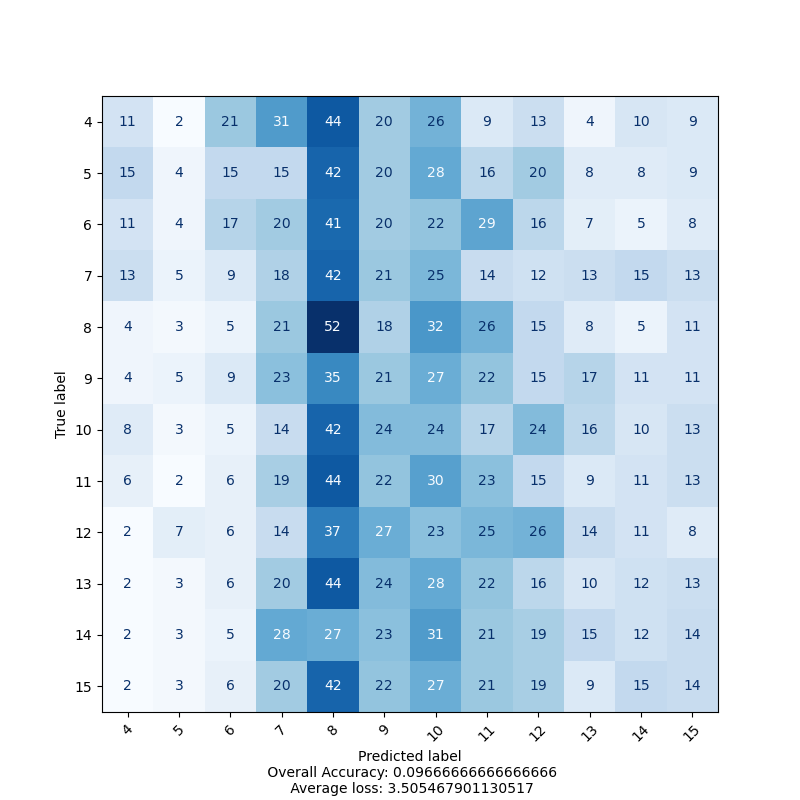 4 11 2 21 31 44 20 26 9 13 4 10 9
5 15 4 15 15 42 20 28 16 20 8 8 9
6 11 4 17 20 41 20 22 29 16 7 5 8
7 13 5 9 18 42 21 25 14 12 13 15 13
8 4 3 5 21 52 18 32 26 15 8 5 11
9 4 5 9 23 35 21 27 22 15 17 11 11
10 8 3 5 14 42 24 24 17 24 16 10 13
11 6 2 6 19 44 22 30 23 15 9 11 13
12 2 7 6 14 37 27 23 25 26 14 11 8
13 2 3 6 20 44 24 28 22 16 10 12 13
14 2 3 5 28 27 23 31 21 19 15 12 14
15 2 3 6 20 42 22 27 21 19 9 15 14
True label
4 5 6 7 8 9 10 11 12 13 14 15
Predicted label
Overall Accuracy: 0.09666666666666666
Average loss: 3.505467901130517